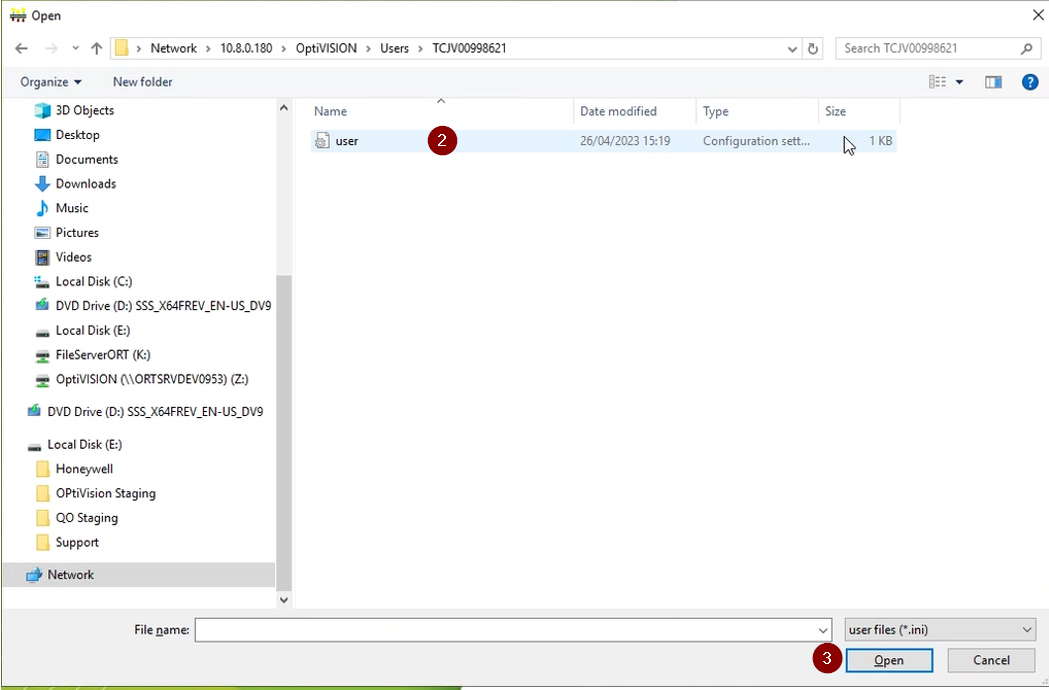 Open
Network > 10.8.0.180 > OptiVISION > Users > TCJV00998621
Search TCJV00998621
Organize
New folder
?
3D Objects
Desktop
Documents
Downloads
Music
Pictures
Videos
Local Disk (C:)
DVD Drive (D:) SSS_X64FREV_EN-US_DV9
Local Disk (E:)
FileServerORT (K:)
OptiVISION (\\ORTSRVDEV0953) (Z:)
DVD Drive (D:) SSS_X64FREV_EN-US_DV9
Local Disk (E:)
Honeywell
OPtiVision Staging
QO Staging
Support
Network
Name Date modified Type Size
user 2 26/04/2023 15:19 Configuration sett... 1 KB
File name: user files (*.ini)
3 Open Cancel